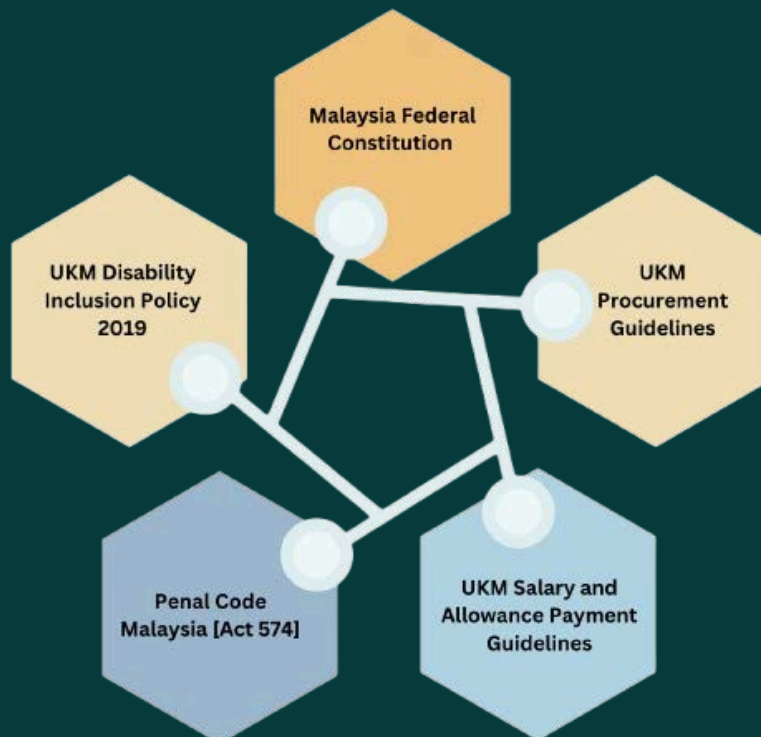 Malaysia Federal
Constitution
UKM Disability
Inclusion Policy
2019
UKM
Procurement
Guidelines
Penal Code
Malaysia [Act 574]
UKM Salary and
Allowance Payment
Guidelines